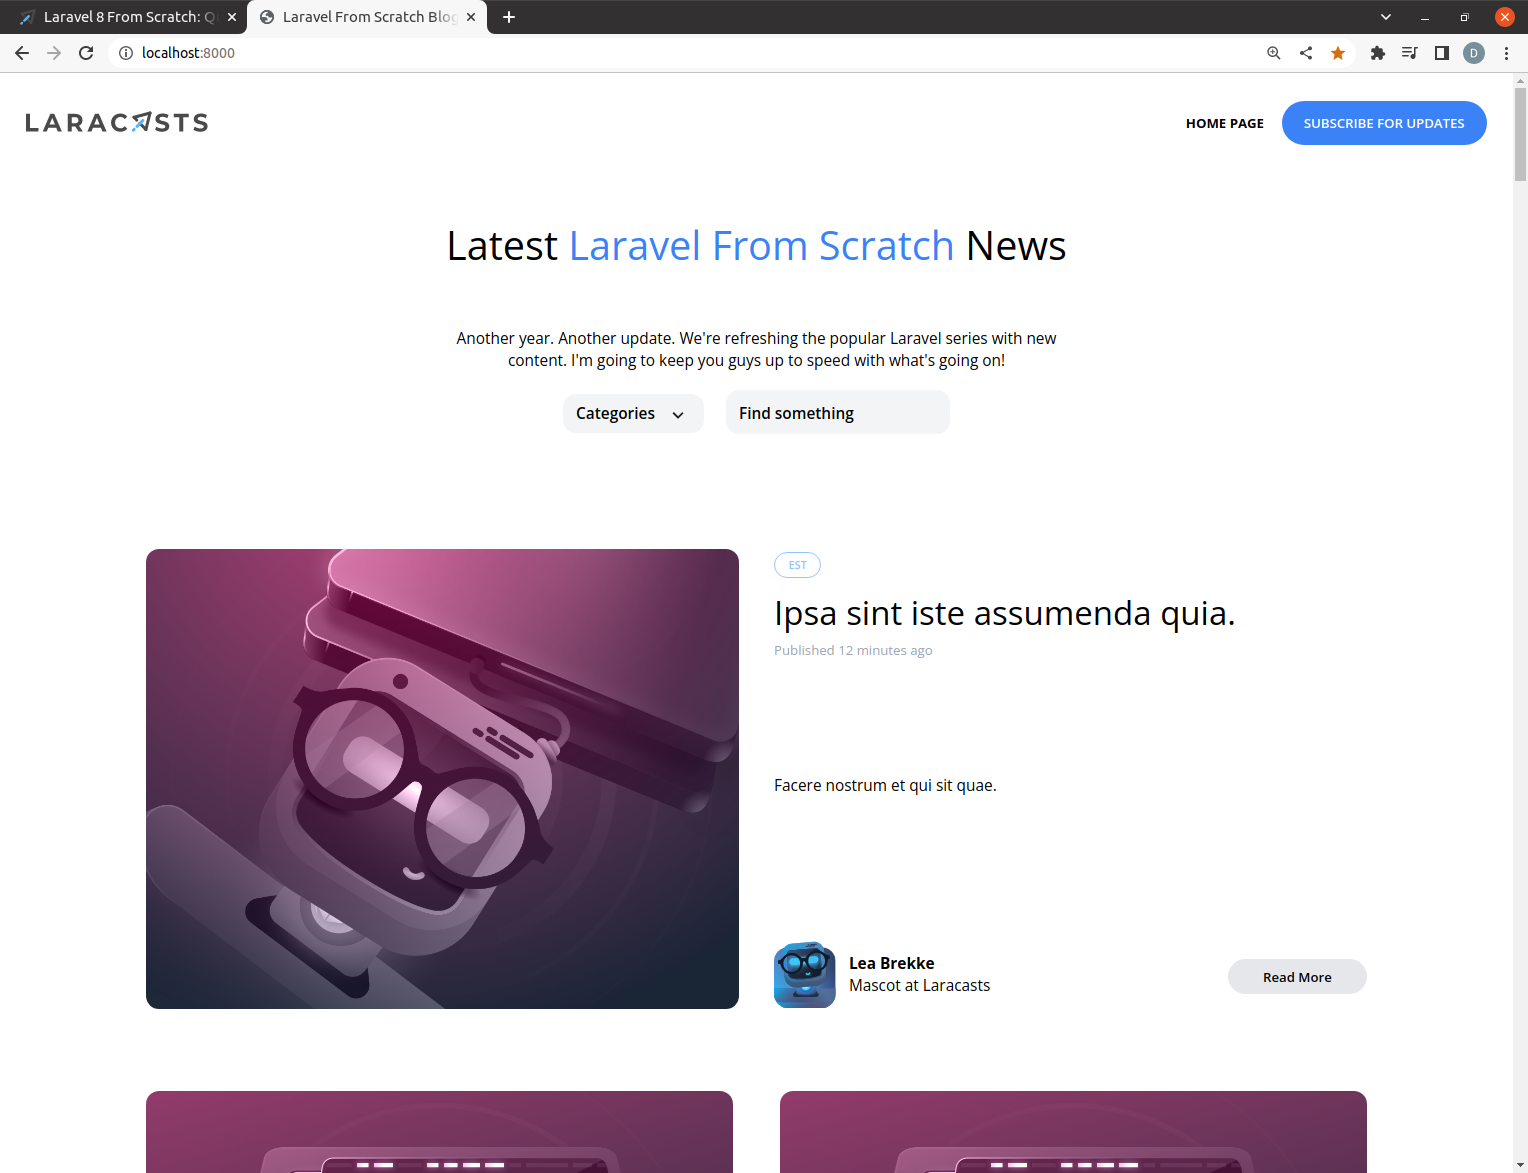 Laravel 8 From Scratch: Q
Laravel From Scratch Blog
localhost:8000
D
LARACASTS
HOME PAGE
SUBSCRIBE FOR UPDATES
Latest Laravel From Scratch News
Another year. Another update. We're refreshing the popular Laravel series with new
content. I'm going to keep you guys up to speed with what's going on!
Categories
Find something
EST
Ipsa sint iste assumenda quia.
Published 12 minutes ago
Facere nostrum et qui sit quae.
Lea Brekke
Mascot at Laracasts
Read More